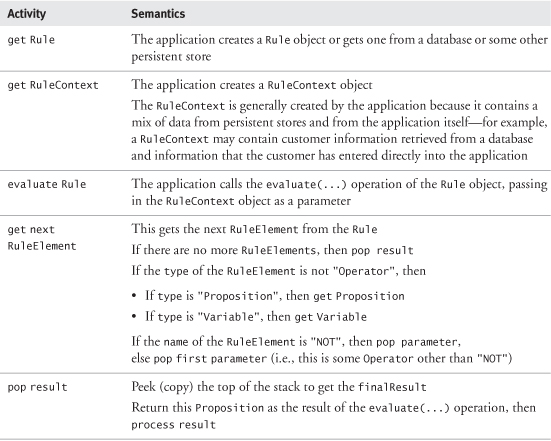 Activity Semantics
get Rule The application creates a Rule object or gets one from a database or some other
persistent store
get RuleContext The application creates a RuleContext object
The RuleContext is generally created by the application because it contains a
mix of data from persistent stores and from the application itself—for example,
a RuleContext may contain customer information retrieved from a database
and information that the customer has entered directly into the application
evaluate Rule The application calls the evaluate(...) operation of the Rule object, passing
in the RuleContext object as a parameter
get next This gets the next RuleElement from the Rule
RuleElement
If there are no more RuleElements, then pop result
If the type of the RuleElement is not "Operator", then
• If type is "Proposition", then get Proposition
• If type is "Variable", then get Variable
If the name of the RuleElement is "NOT", then pop parameter,
else pop first parameter (i.e., this is some Operator other than "NOT")
pop result Peek (copy) the top of the stack to get the finalResult
Return this Proposition as the result of the evaluate(...) operation, then
process result